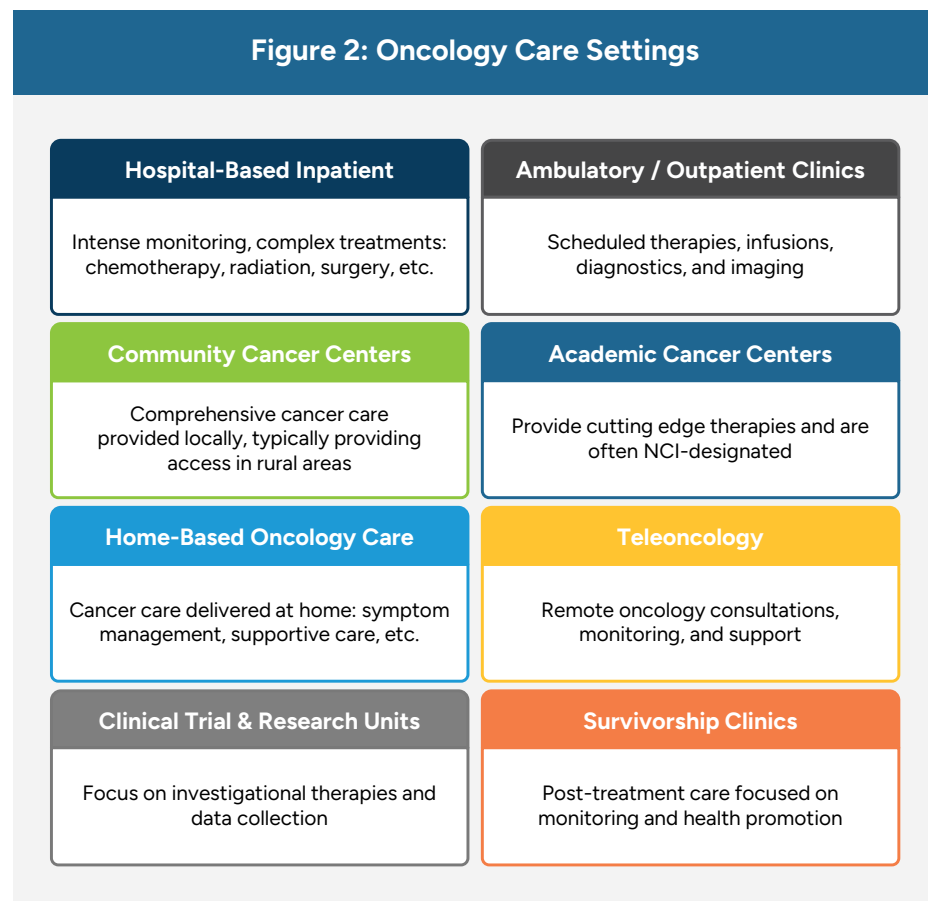 Figure 2: Oncology Care Settings
Hospital-Based Inpatient
Intense monitoring, complex treatments:
chemotherapy, radiation, surgery, etc.
Ambulatory / Outpatient Clinics
Scheduled therapies, infusions,
diagnostics, and imaging
Community Cancer Centers
Comprehensive cancer care
provided locally, typically providing
access in rural areas
Academic Cancer Centers
Provide cutting edge therapies and are
often NCI-designated
Home-Based Oncology Care
Cancer care delivered at home: symptom
management, supportive care, etc.
Teleoncology
Remote oncology consultations,
monitoring, and support
Clinical Trial & Research Units
Focus on investigational therapies and
data collection
Survivorship Clinics
Post-treatment care focused on
monitoring and health promotion